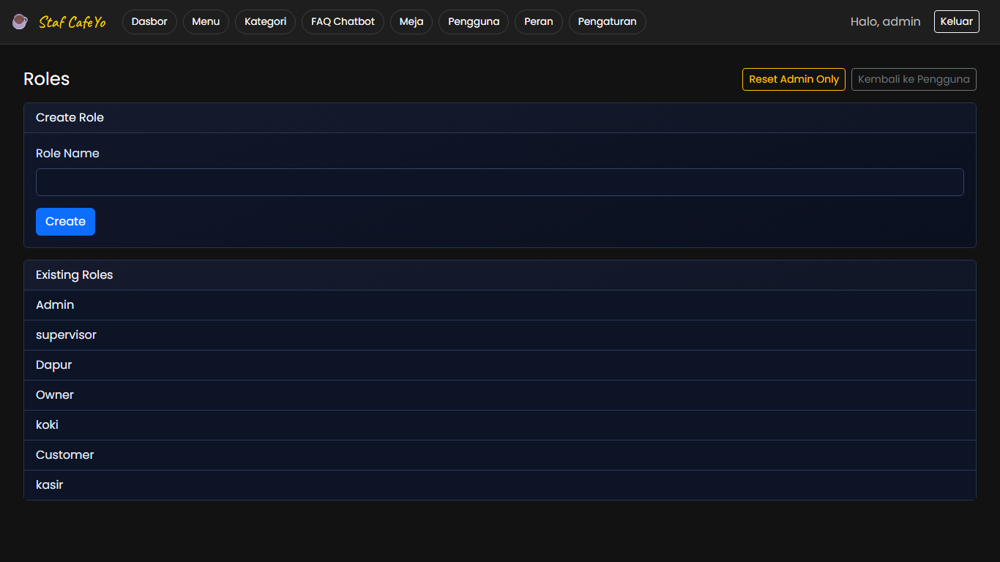 Staf CafeYo Dasbor Menu Kategori FAQ Chatbot Meja Pengguna Peran Pengaturan Halo, admin Keluar
Roles Reset Admin Only Kembali ke Pengguna
Create Role
Role Name
Create
Existing Roles
Admin
supervisor
Dapur
Owner
koki
Customer
kasir